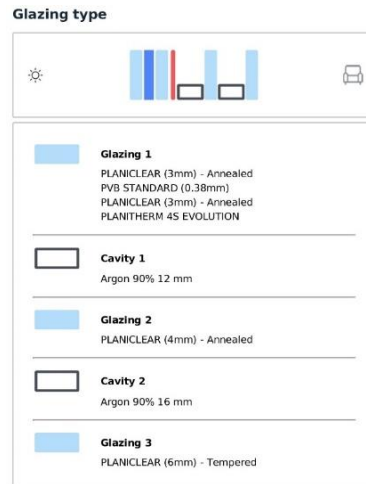 Glazing type
Glazing 1
PLANICLEAR (3mm) - Annealed
PVB STANDARD (0.38mm)
PLANICLEAR (3mm) - Annealed
PLANITHERM 4S EVOLUTION
Cavity 1
Argon 90% 12 mm
Glazing 2
PLANICLEAR (4mm) - Annealed
Cavity 2
Argon 90% 16 mm
Glazing 3
PLANICLEAR (6mm) - Tempered